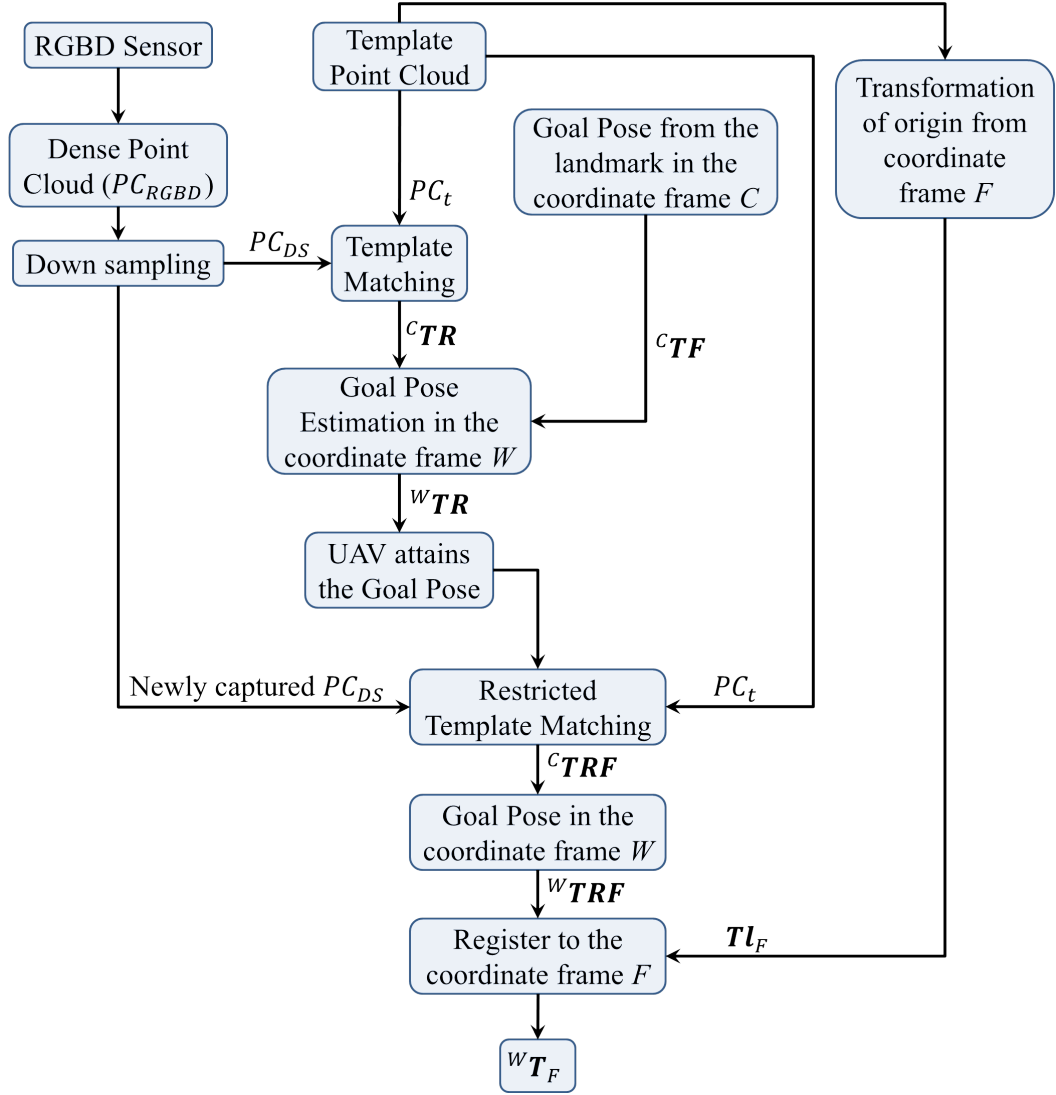 RGBD Sensor
Template
Point Cloud
Transformation
of origin from
coordinate
frame F
Dense Point
Cloud (PC_RGBD)
Goal Pose from the
landmark in the
coordinate frame C
PC_t
Down sampling
PC_DS
Template
Matching
^C TR
^C TF
Goal Pose
Estimation in the
coordinate frame W
^W TR
UAV attains
the Goal Pose
Newly captured PC_DS
Restricted
Template Matching
PC_t
^C TRF
Goal Pose in the
coordinate frame W
^W TRF
Register to the
coordinate frame F
Tl_F
^W T_F